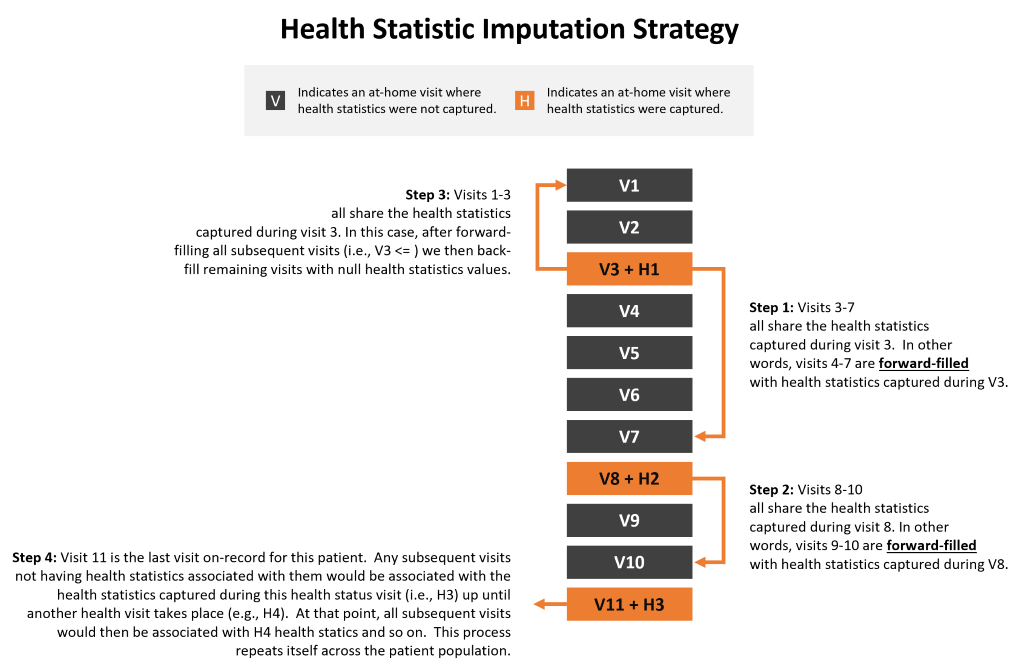 Health Statistic Imputation Strategy
V
Indicates an at-home visit where
health statistics were not captured.
H
Indicates an at-home visit where
health statistics were captured.
Step 3: Visits 1-3
all share the health statistics
captured during visit 3. In this case, after forward-
filling all subsequent visits (i.e., V3 <= ) we then back-
fill remaining visits with null health statistics values.
V1
V2
V3 + H1
V4
V5
V6
V7
V8 + H2
V9
V10
V11 + H3
Step 1: Visits 3-7
all share the health statistics
captured during visit 3.  In other
words, visits 4-7 are forward-filled
with health statistics captured during V3.
Step 2: Visits 8-10
all share the health statistics
captured during visit 8. In other
words, visits 9-10 are forward-filled
with health statistics captured during V8.
Step 4: Visit 11 is the last visit on-record for this patient.  Any subsequent visits
not having health statistics associated with them would be associated with the
health statistics captured during this health status visit (i.e., H3) up until
another health visit takes place (e.g., H4).  At that point, all subsequent visits
would then be associated with H4 health statics and so on.  This process
repeats itself across the patient population.